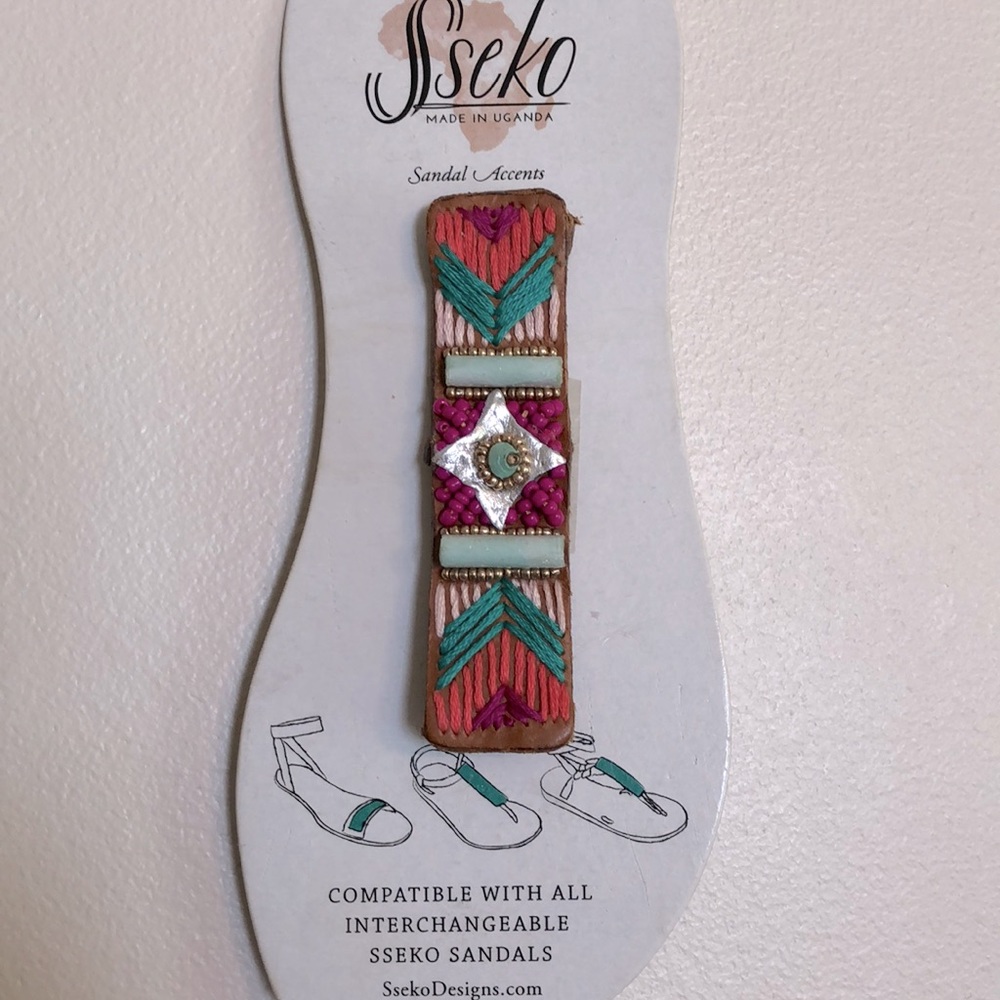 Sseko
MADE IN UGANDA
Sandal Accents
COMPATIBLE WITH ALL
INTERCHANGEABLE
SSEKO SANDALS
SsekoDesigns.com